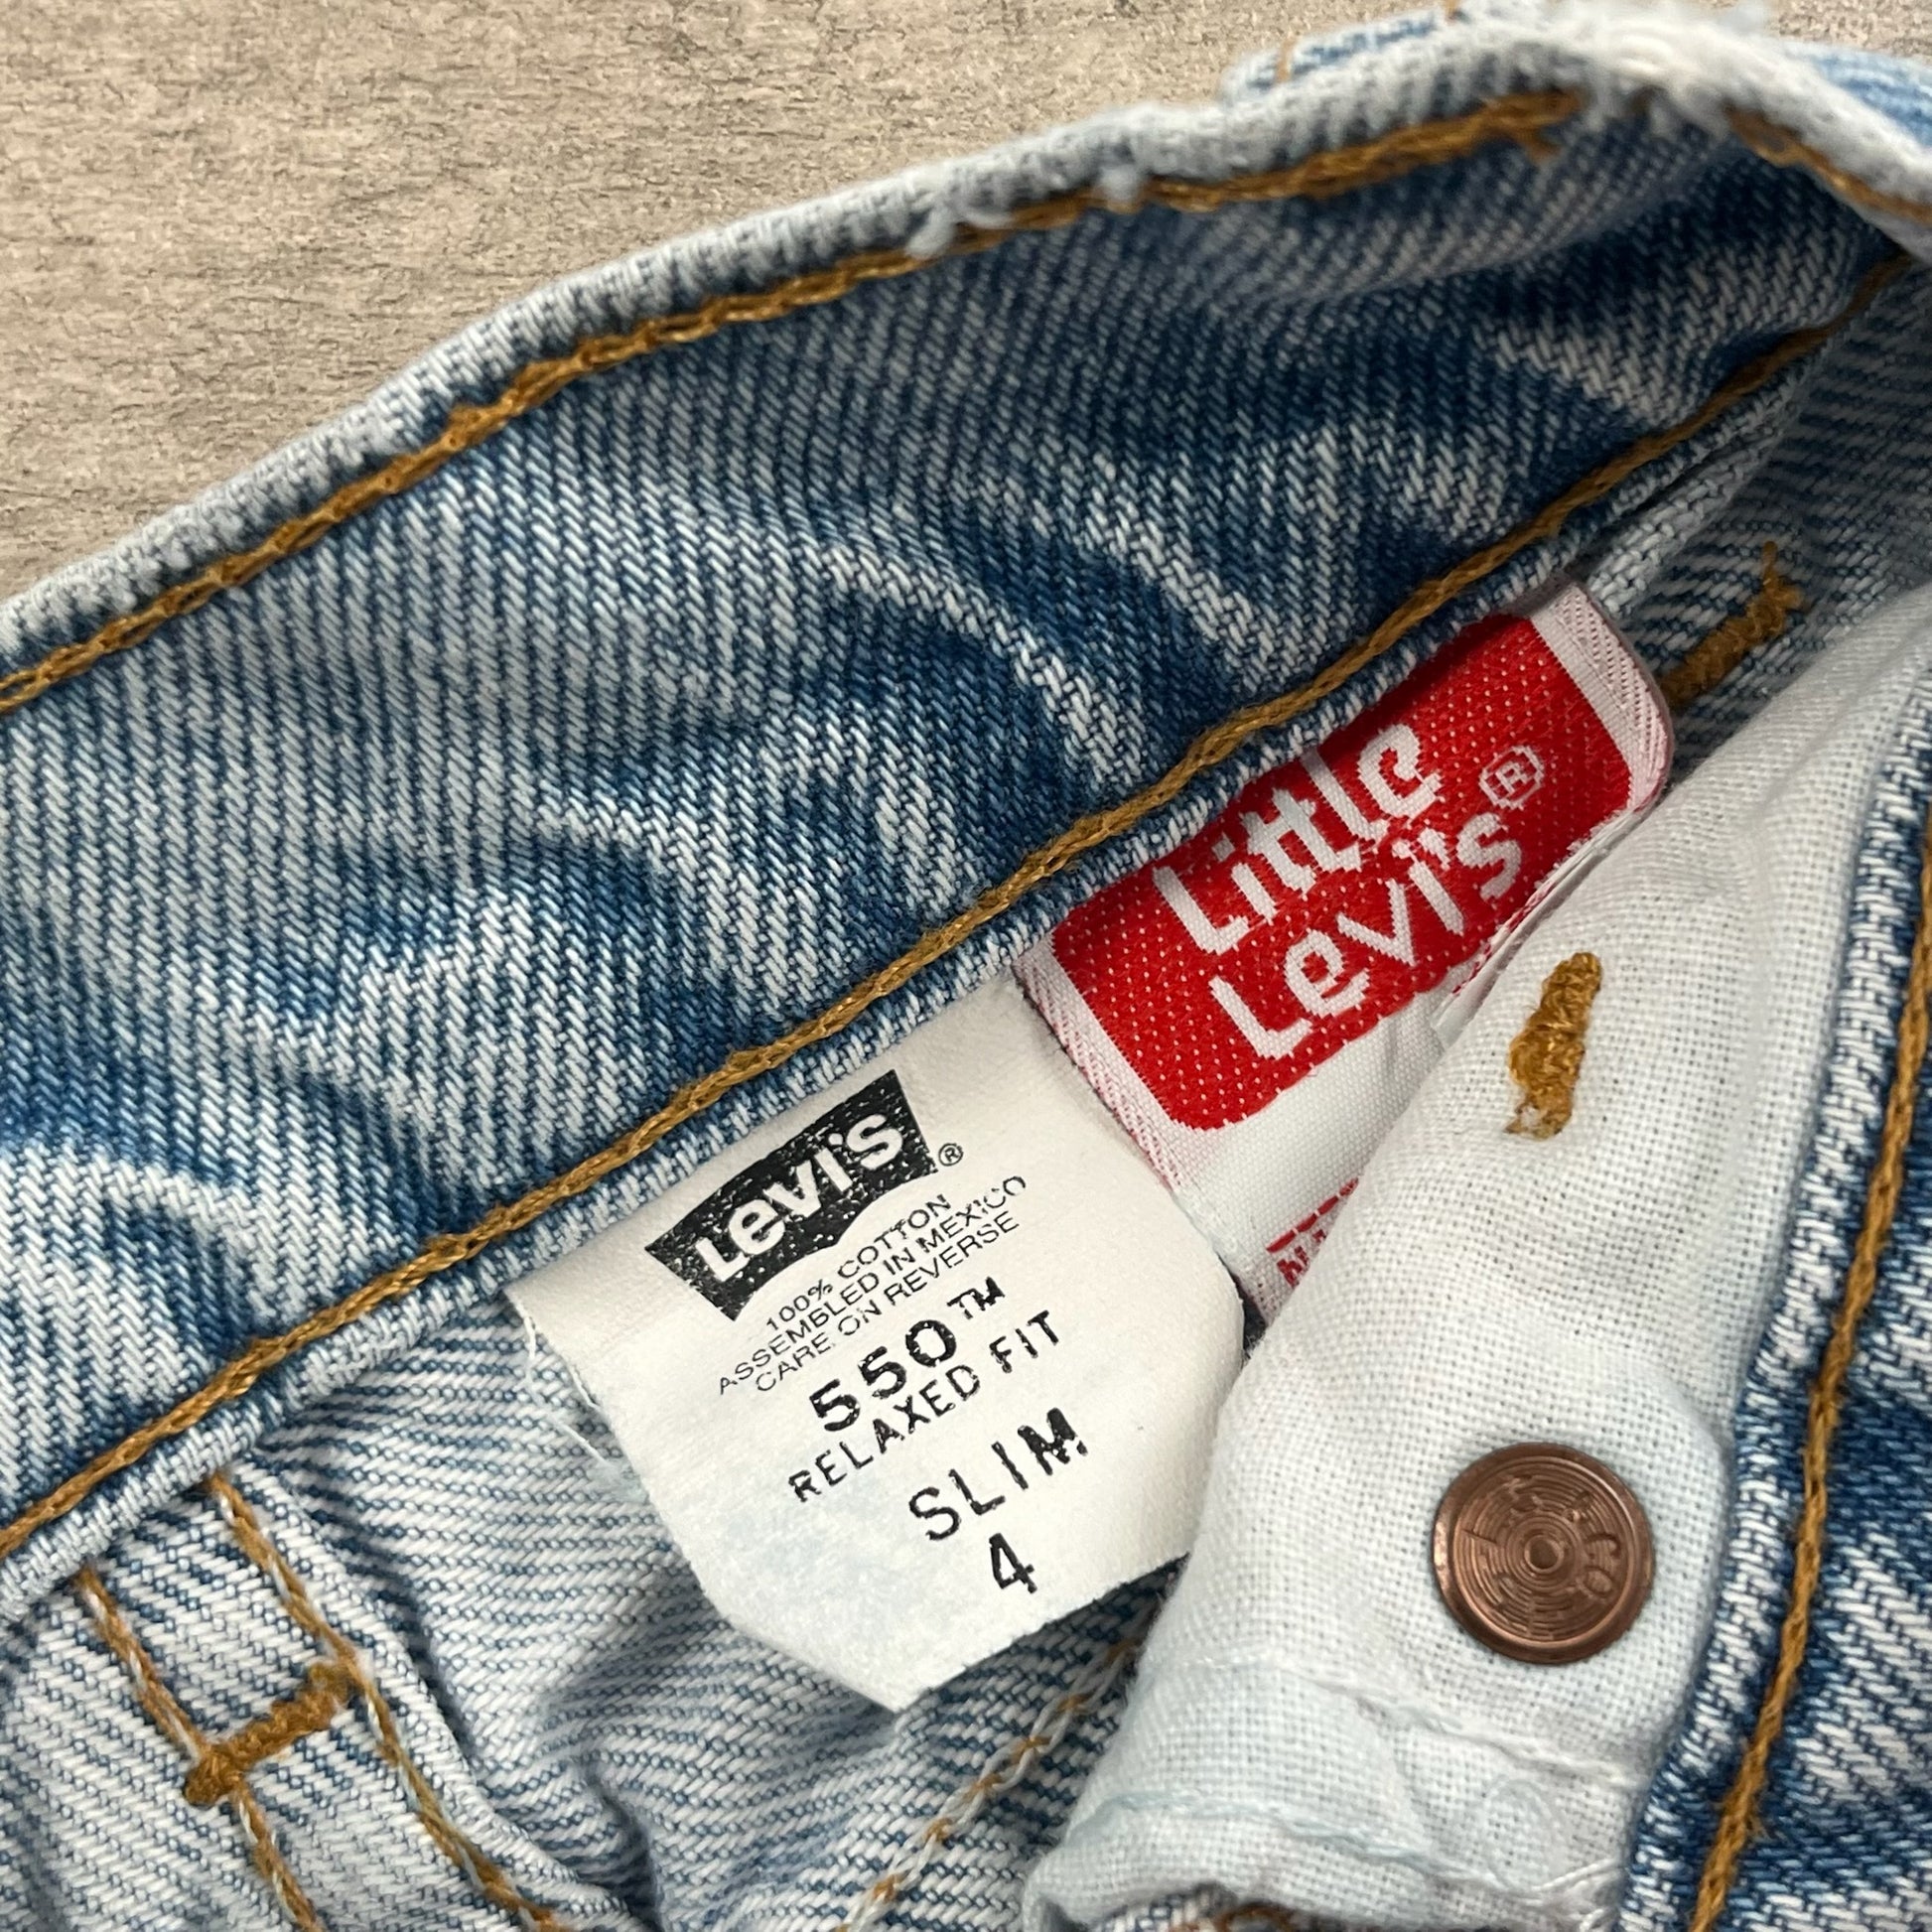 Little
Levi's ®
Levi's ®
100% COTTON
ASSEMBLED IN MEXICO
CARE ON REVERSE
550™
RELAXED FIT
SLIM
4